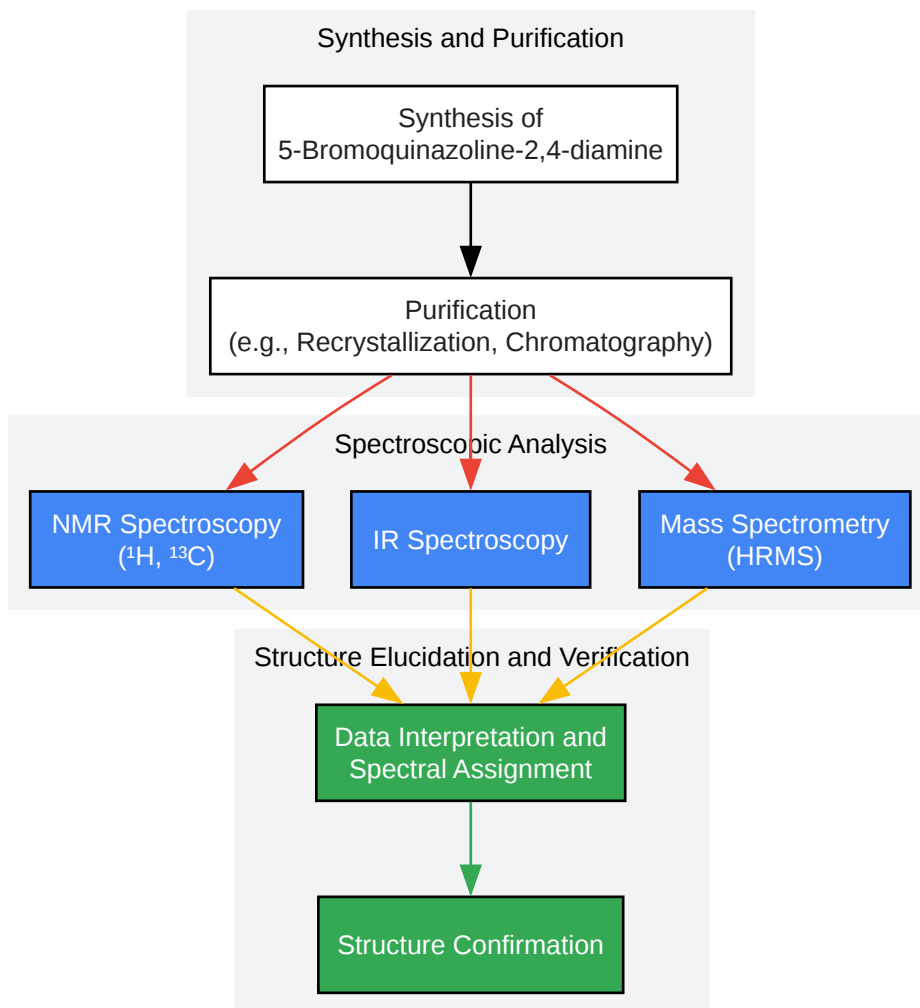 Synthesis and Purification
Synthesis of
5-Bromoquinazoline-2,4-diamine
Purification
(e.g., Recrystallization, Chromatography)
Spectroscopic Analysis
NMR Spectroscopy
(¹H, ¹³C)
IR Spectroscopy
Mass Spectrometry
(HRMS)
Structure Elucidation and Verification
Data Interpretation and
Spectral Assignment
Structure Confirmation